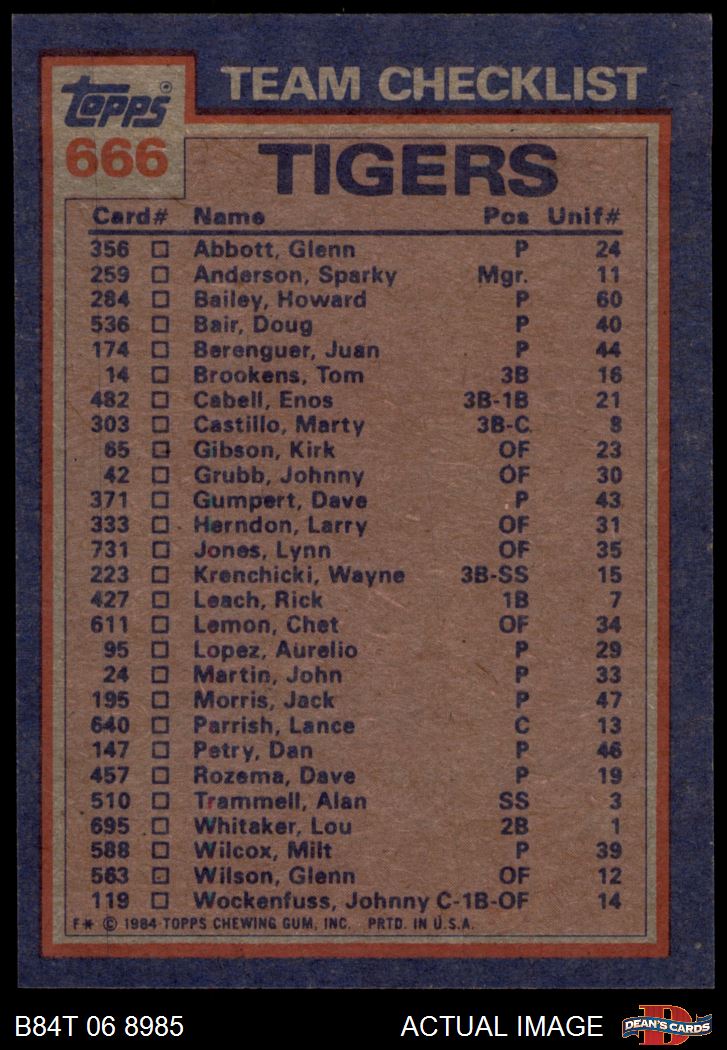 TEAM CHECKLIST
Topps®
666
TIGERS
Card# Name Pos Unif#
356 Abbott, Glenn P 24
259 Anderson, Sparky Mgr. 11
284 Bailey, Howard P 60
536 Bair, Doug P 40
174 Berenguer, Juan P 44
14 Brookens, Tom 3B 16
482 Cabell, Enos 3B-1B 21
303 Castillo, Marty 3B-C 8
65 Gibson, Kirk OF 23
42 Grubb, Johnny OF 30
371 Gumpert, Dave P 43
333 Herndon, Larry OF 31
731 Jones, Lynn OF 35
223 Krenchicki, Wayne 3B-SS 15
427 Leach, Rick 1B 7
611 Lemon, Chet OF 34
95 Lopez, Aurelio P 29
24 Martin, John P 33
195 Morris, Jack P 47
640 Parrish, Lance C 13
147 Petry, Dan P 46
457 Rozema, Dave P 19
510 Trammell, Alan SS 3
695 Whitaker, Lou 2B 1
588 Wilcox, Milt P 39
563 Wilson, Glenn OF 12
119 Wockenfuss, Johnny C-1B-OF 14
F* © 1984 TOPPS CHEWING GUM, INC. PRTD. IN U.S.A.
B84T 06 8985 ACTUAL IMAGE DEAN'S CARDS